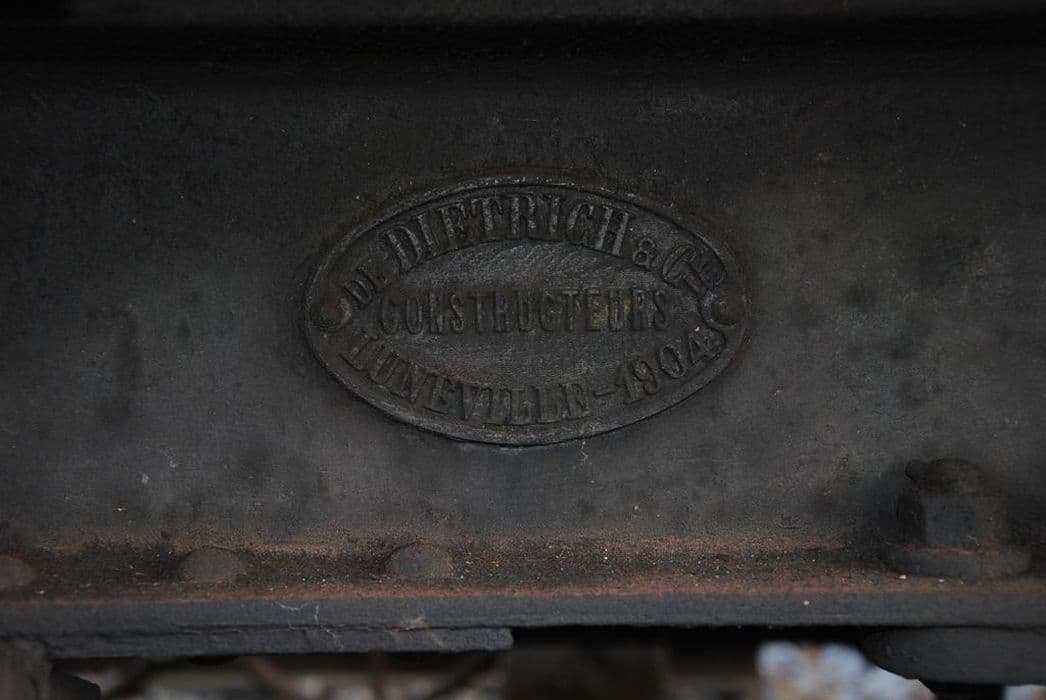 DE DIETRICH & CIE
CONSTRUCTEURS
LUNEVILLE - 1904